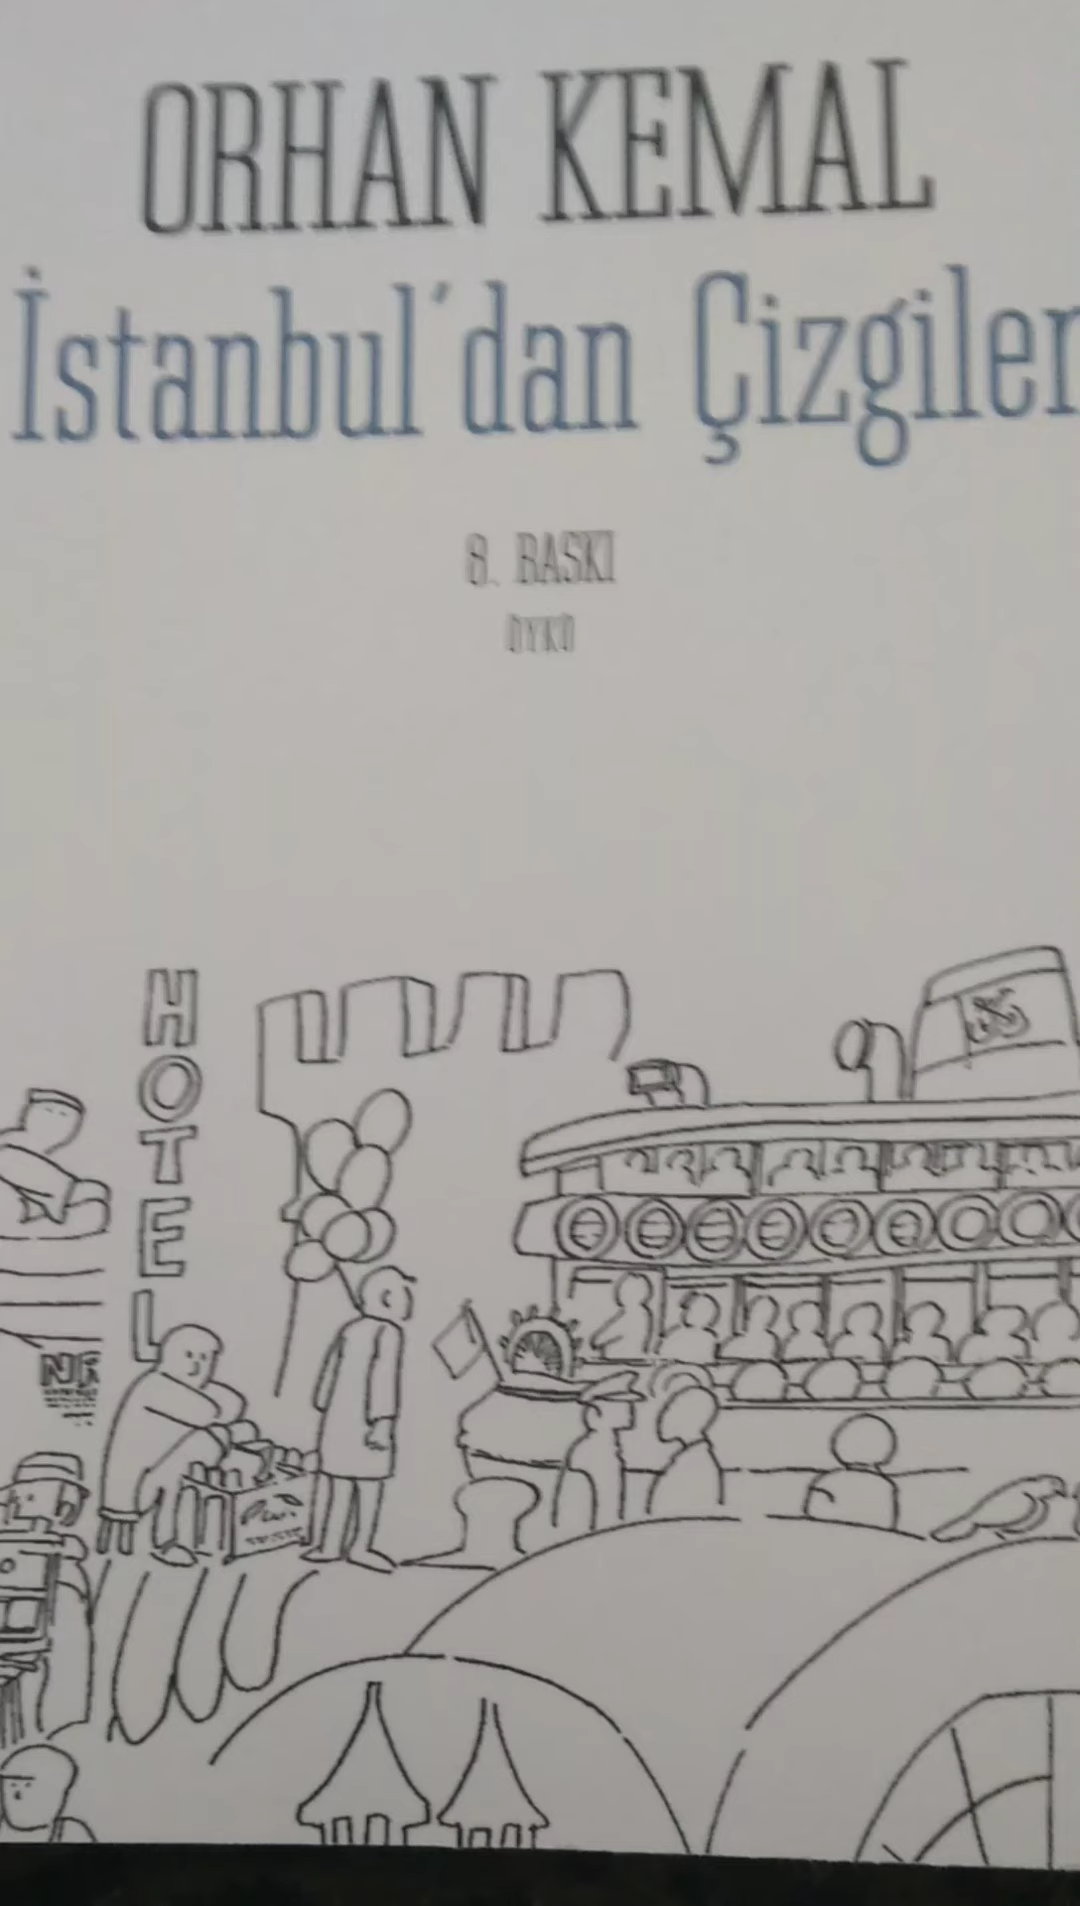 ORHAN KEMAL
İstanbul'dan Çizgiler
8. BASKI
ÖYKÜ
HOTEL